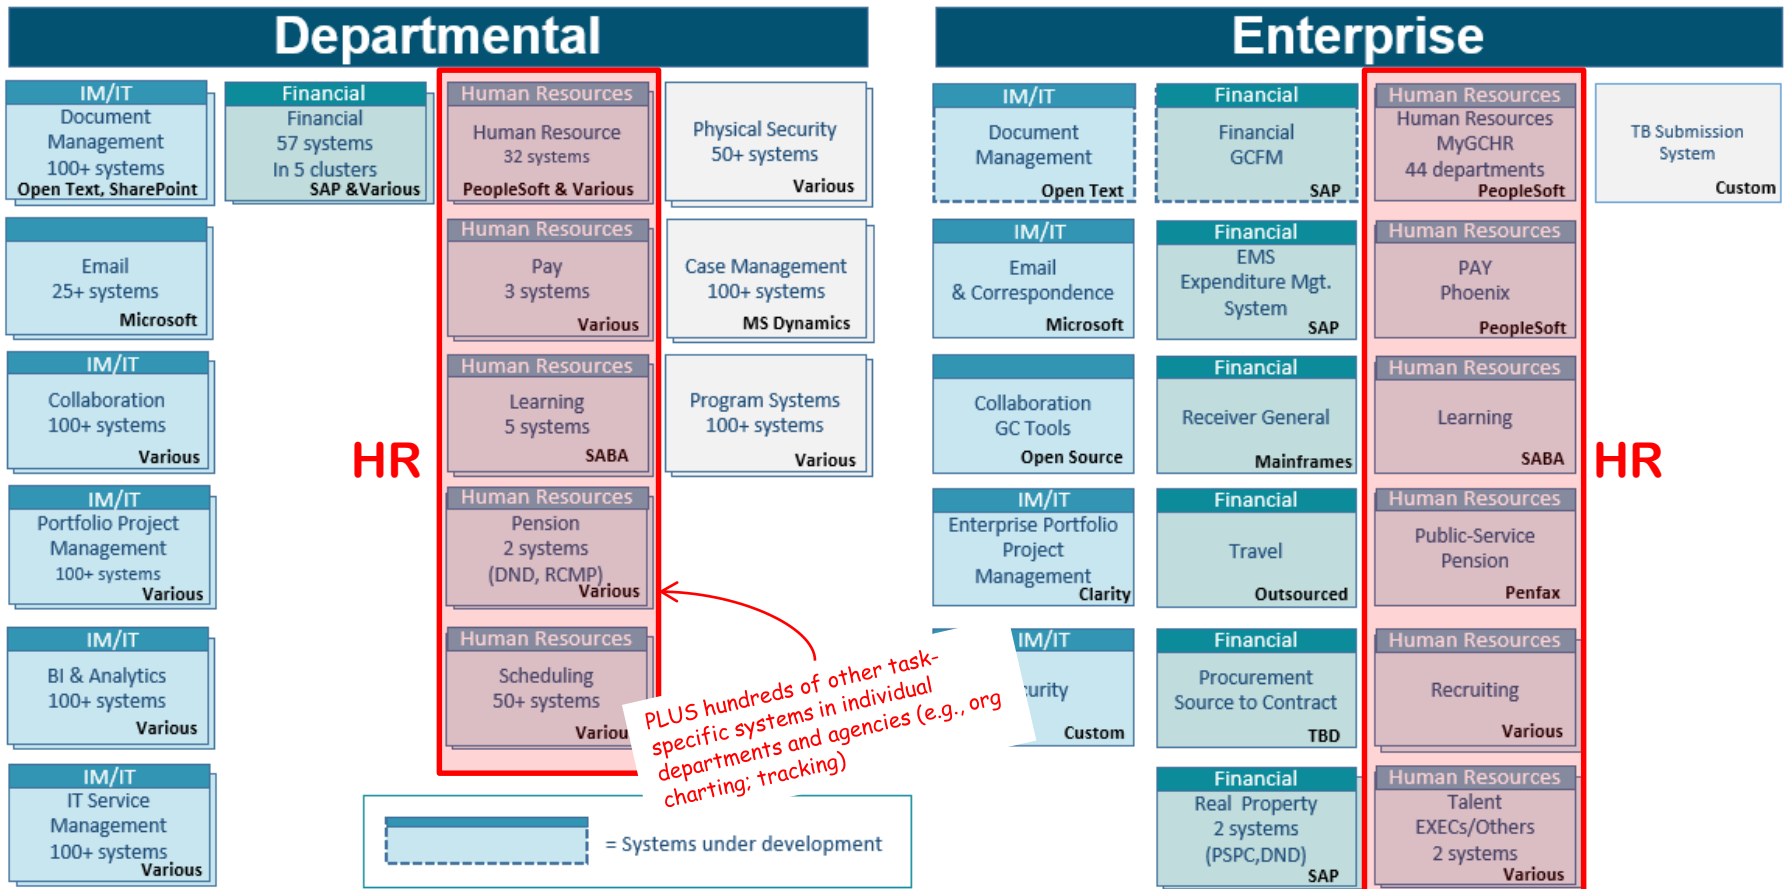 Departmental
IM/IT
Document
Management
100+ systems
Open Text, SharePoint
Financial
Financial
57 systems
In 5 clusters
SAP &Various
Human Resources
Human Resource
32 systems
PeopleSoft & Various
Physical Security
50+ systems
Various
Email
25+ systems
Microsoft
Human Resources
Pay
3 systems
Various
Case Management
100+ systems
MS Dynamics
IM/IT
Collaboration
100+ systems
Various
HR
Human Resources
Learning
5 systems
SABA
Program Systems
100+ systems
Various
IM/IT
Portfolio Project
Management
100+ systems
Various
Human Resources
Pension
2 systems
(DND, RCMP)
Various
IM/IT
BI & Analytics
100+ systems
Various
Human Resources
Scheduling
50+ systems
Variou
IM/IT
IT Service
Management
100+ systems
Various
PLUS hundreds of other task-
specific systems in individual
departments and agencies (e.g., org
charting; tracking)
= Systems under development
Enterprise
IM/IT
Document
Management
Open Text
Financial
Financial
GCFM
SAP
Human Resources
Human Resources
MyGCHR
44 departments
PeopleSoft
TB Submission
System
Custom
IM/IT
Email
& Correspondence
Microsoft
Financial
EMS
Expenditure Mgt.
System
SAP
Human Resources
PAY
Phoenix
PeopleSoft
Collaboration
GC Tools
Open Source
Financial
Receiver General
Mainframes
Human Resources
Learning
SABA
HR
IM/IT
Enterprise Portfolio
Project
Management
Clarity
Financial
Travel
Outsourced
Human Resources
Public-Service
Pension
Penfax
IM/IT
curity
Custom
Financial
Procurement
Source to Contract
TBD
Human Resources
Recruiting
Various
Financial
Real Property
2 systems
(PSPC,DND)
SAP
Human Resources
Talent
EXECs/Others
2 systems
Various